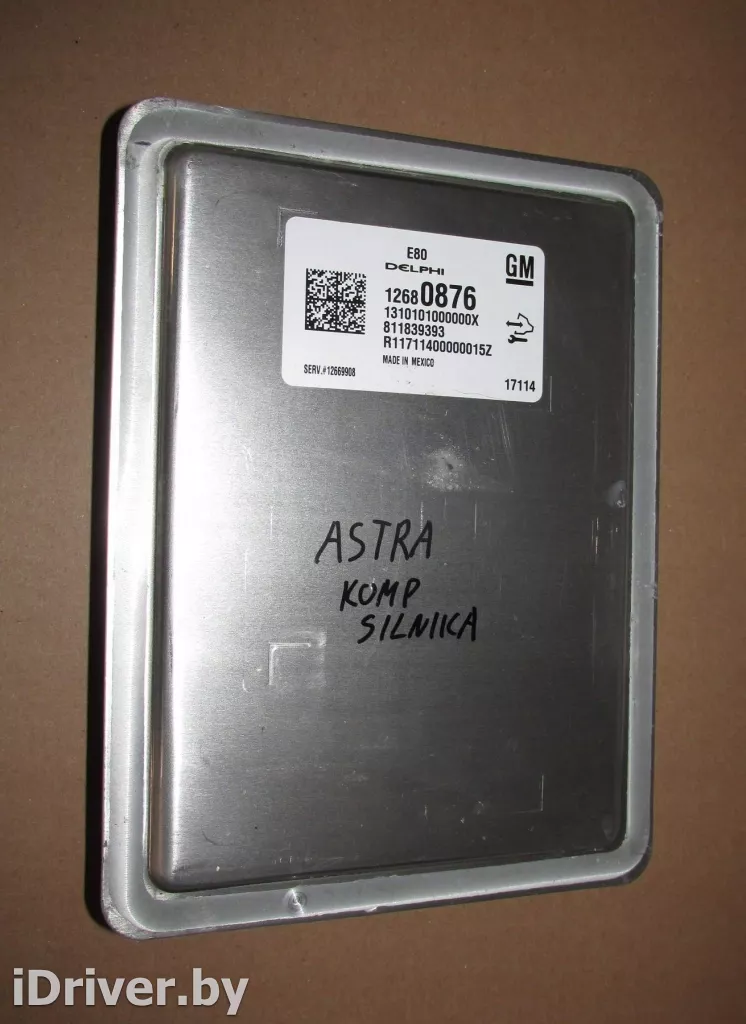 E80
DELPHI
GM
12680876
1310101000000X
811839393
R11711400000015Z
MADE IN MEXICO
SERV.#12669908
17114
ASTRA
KOMP
SILNIKA
iDriver.by